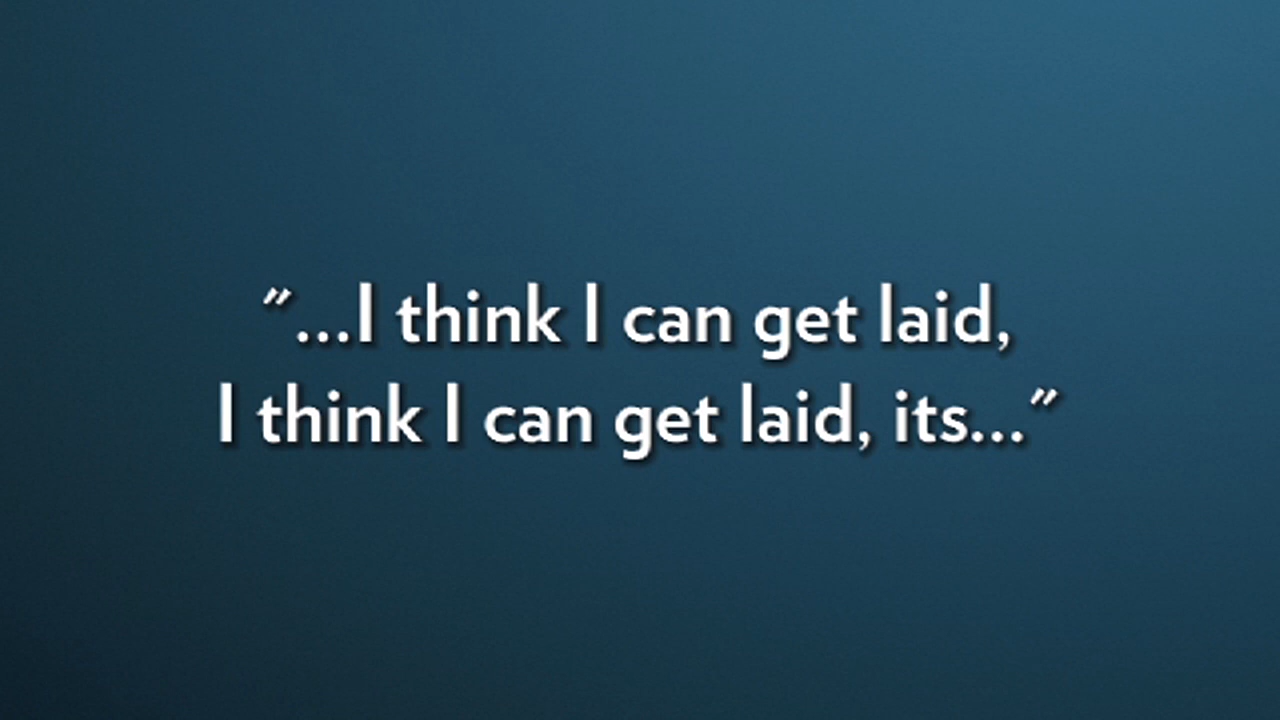 "...I think I can get laid,
I think I can get laid, its..."